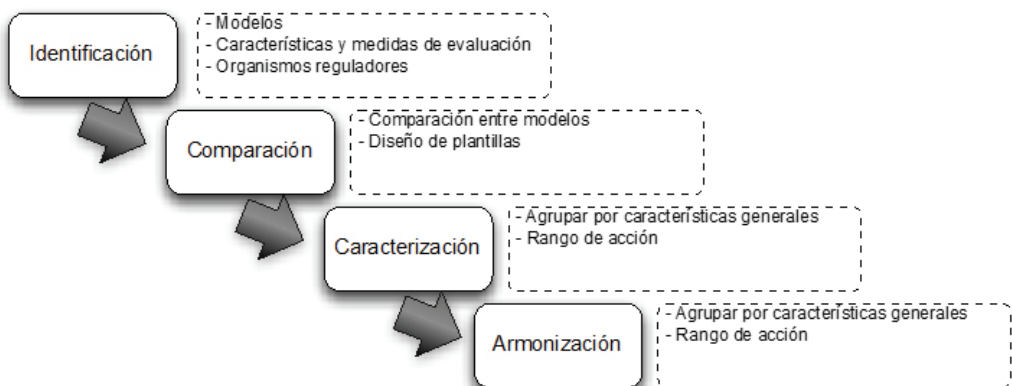 Identificación
- Modelos
- Características y medidas de evaluación
- Organismos reguladores
Comparación
- Comparación entre modelos
- Diseño de plantillas
Caracterización
- Agrupar por características generales
- Rango de acción
Armonización
- Agrupar por características generales
- Rango de acción